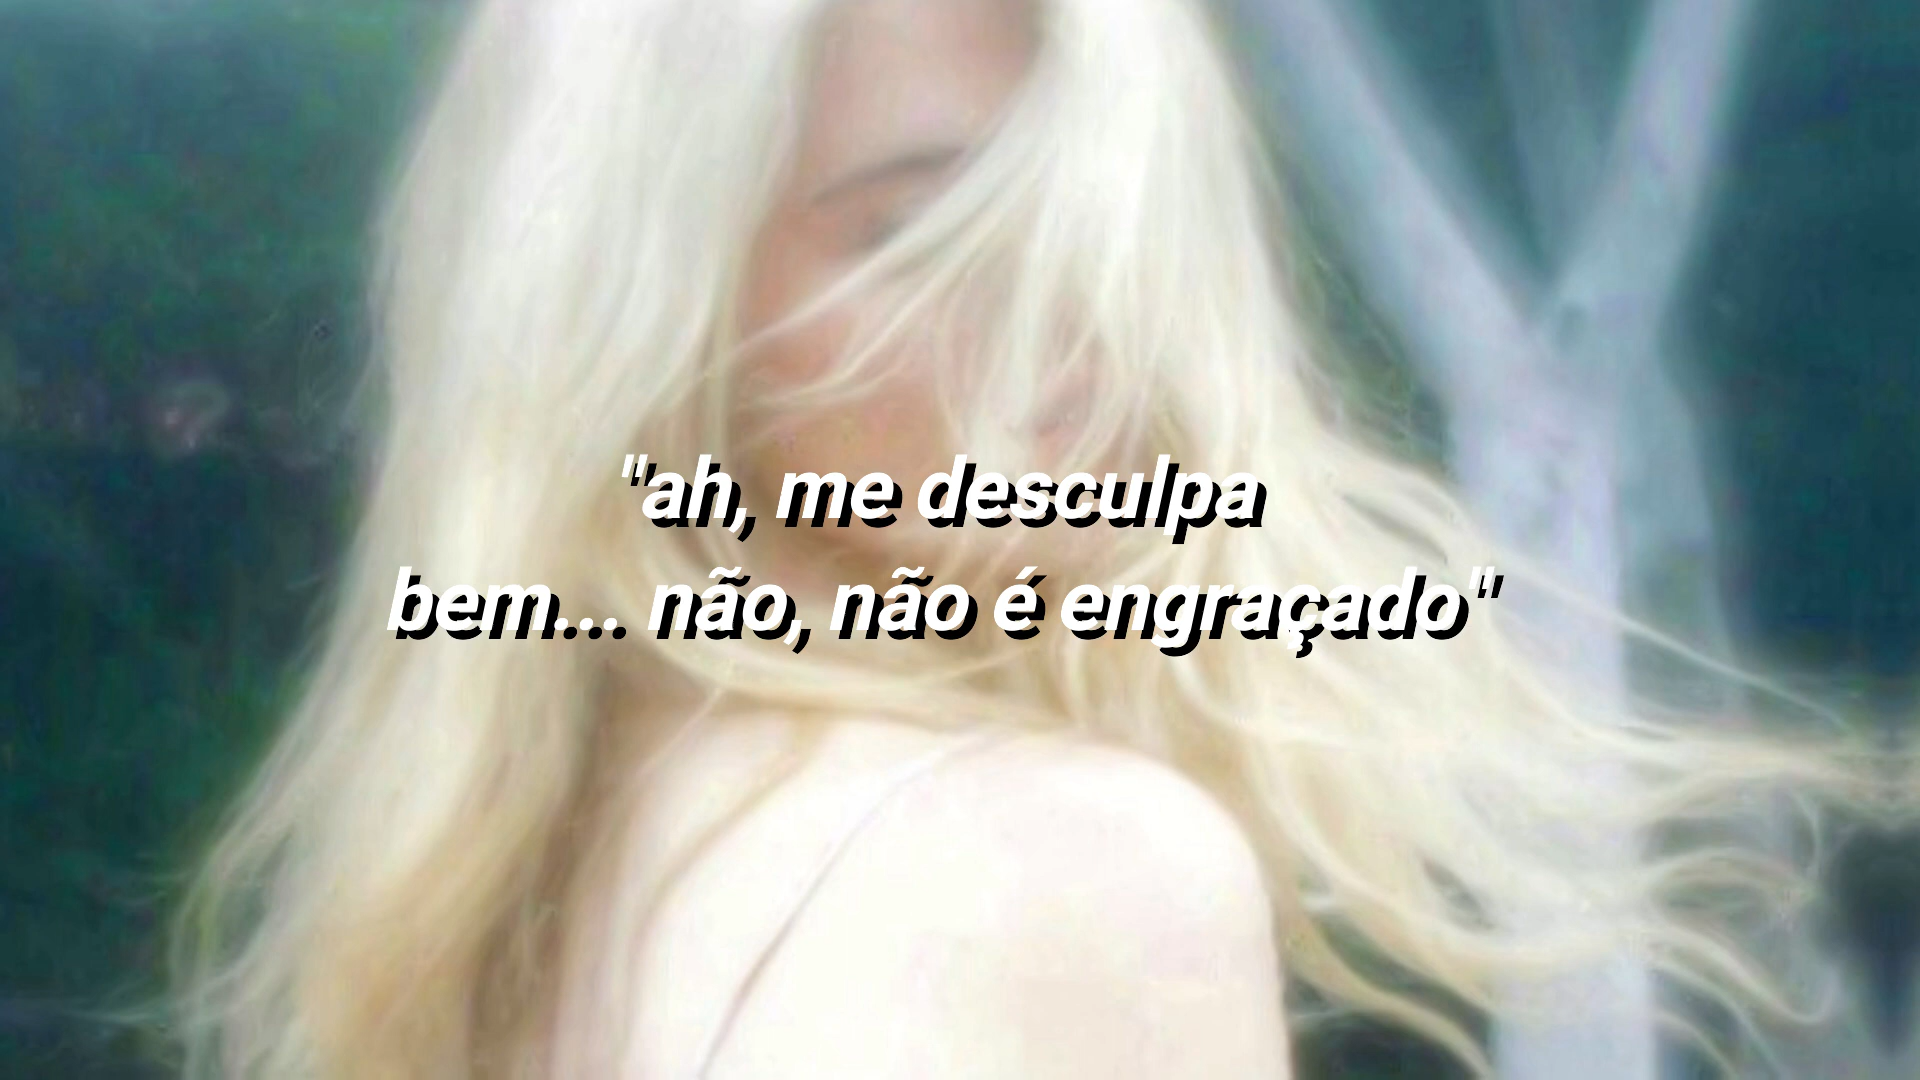 "ah, me desculpa
bem... não, não é engraçado"